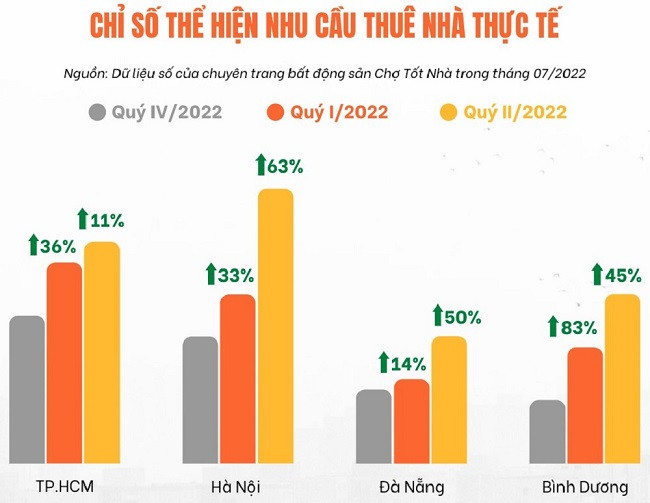 CHỈ SỐ THỂ HIỆN NHU CẦU THUÊ NHÀ THỰC TẾ
Nguồn: Dữ liệu số của chuyên trang bất động sản Chợ Tốt Nhà trong tháng 07/2022
Quý IV/2022 Quý I/2022 Quý II/2022
36% 11% 33% 63% 14% 50% 83% 45%
TP.HCM Hà Nội Đà Nẵng Bình Dương